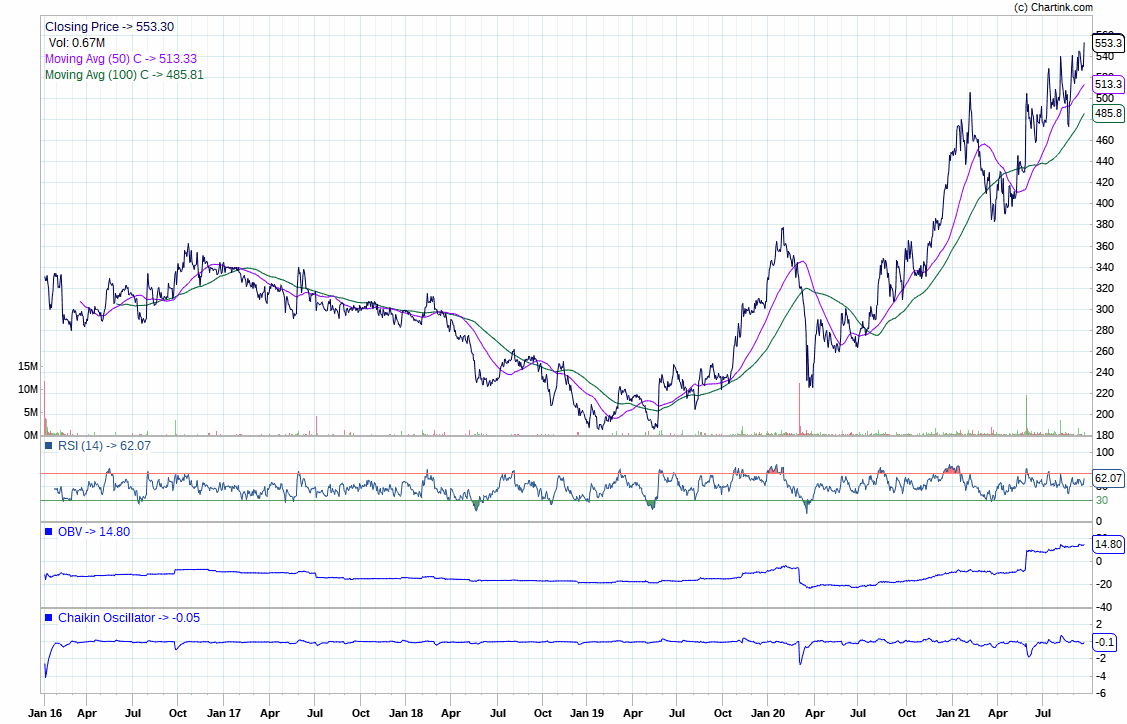 (c) Chartink.com
Closing Price -> 553.30
Vol: 0.67M
Moving Avg (50) C -> 513.33
Moving Avg (100) C -> 485.81
553.3
540
513.3
500
485.8
460
440
420
400
380
360
340
320
300
280
260
240
220
200
180
15M
10M
5M
0M
RSI (14) -> 62.07
100
62.07
30
0
OBV -> 14.80
14.80
0
-20
-40
Chaikin Oscillator -> -0.05
2
-0.1
-2
-4
-6
Jan 16 Apr Jul Oct Jan 17 Apr Jul Oct Jan 18 Apr Jul Oct Jan 19 Apr Jul Oct Jan 20 Apr Jul Oct Jan 21 Apr Jul